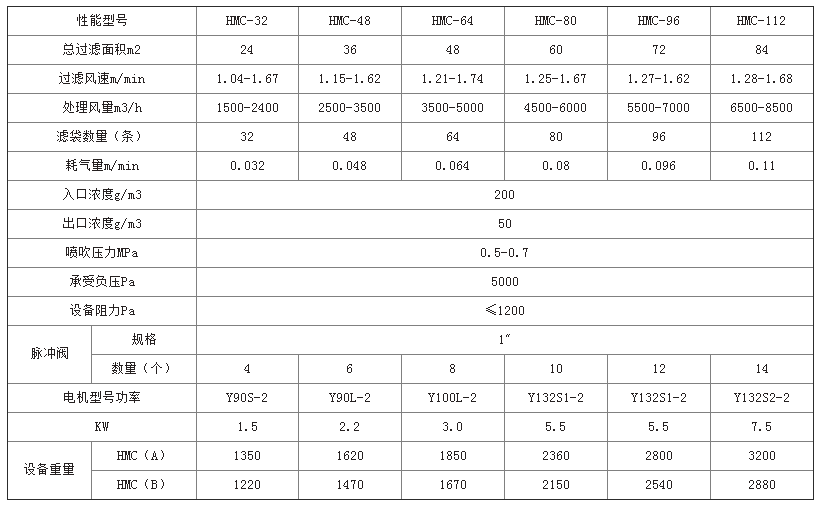 性能型号 HMC-32 HMC-48 HMC-64 HMC-80 HMC-96 HMC-112
总过滤面积m2 24 36 48 60 72 84
过滤风速m/min 1.04-1.67 1.15-1.62 1.21-1.74 1.25-1.67 1.27-1.62 1.28-1.68
处理风量m3/h 1500-2400 2500-3500 3500-5000 4500-6000 5500-7000 6500-8500
滤袋数量（条） 32 48 64 80 96 112
耗气量m/min 0.032 0.048 0.064 0.08 0.096 0.11
入口浓度g/m3 200
出口浓度g/m3 50
喷吹压力MPa 0.5-0.7
承受负压Pa 5000
设备阻力Pa ≤1200
脉冲阀 规格 1″
数量（个） 4 6 8 10 12 14
电机型号功率 Y90S-2 Y90L-2 Y100L-2 Y132S1-2 Y132S1-2 Y132S2-2
KW 1.5 2.2 3.0 5.5 5.5 7.5
设备重量 HMC（A） 1350 1620 1850 2360 2800 3200
HMC（B） 1220 1470 1670 2150 2540 2880